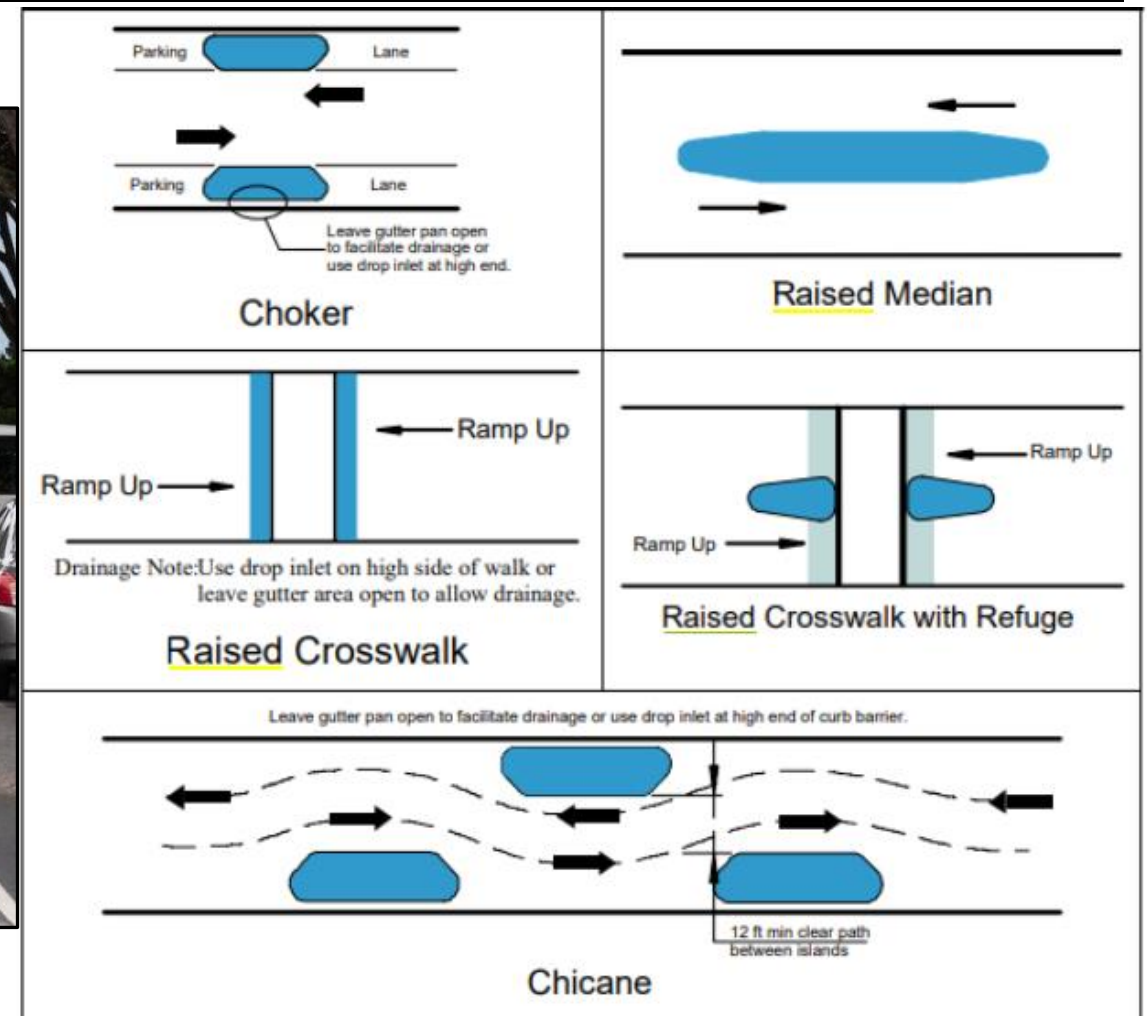 Parking Lane
Parking Lane
Leave gutter pan open
to facilitate drainage or
use drop inlet at high end.
Choker
Raised Median
Ramp Up
Ramp Up
Drainage Note:Use drop inlet on high side of walk or
leave gutter area open to allow drainage.
Raised Crosswalk
Ramp Up
Ramp Up
Raised Crosswalk with Refuge
Leave gutter pan open to facilitate drainage or use drop inlet at high end of curb barrier.
12 ft min clear path
between islands
Chicane